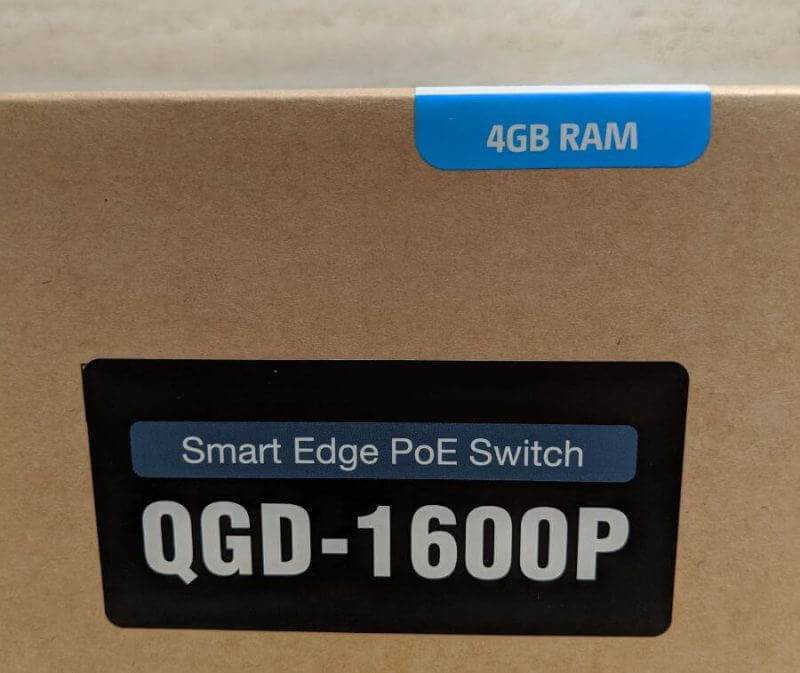 4GB RAM
Smart Edge PoE Switch
QGD-1600P